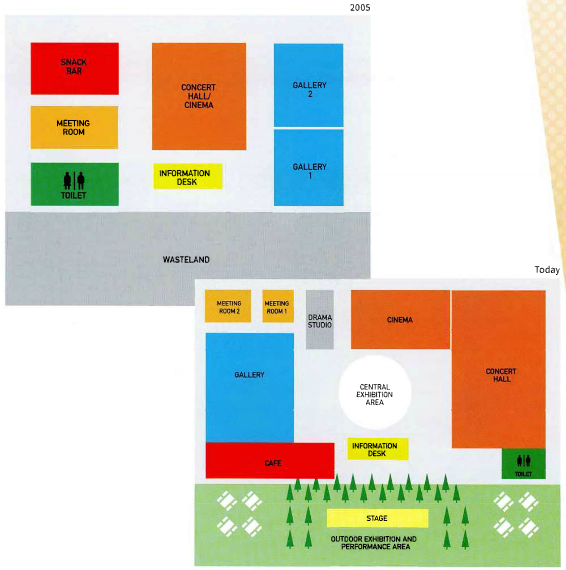 2005
SNACK
BAR
CONCERT
HALL/
CINEMA
GALLERY
2
MEETING
ROOM
GALLERY
1
INFORMATION
DESK
TOILET
WASTELAND
Today
MEETING
ROOM 2
MEETING
ROOM 1
DRAMA
STUDIO
CINEMA
GALLERY
CONCERT
HALL
CENTRAL
EXHIBITION
AREA
INFORMATION
DESK
CAFE
TOILET
STAGE
OUTDOOR EXHIBITION AND
PERFORMANCE AREA